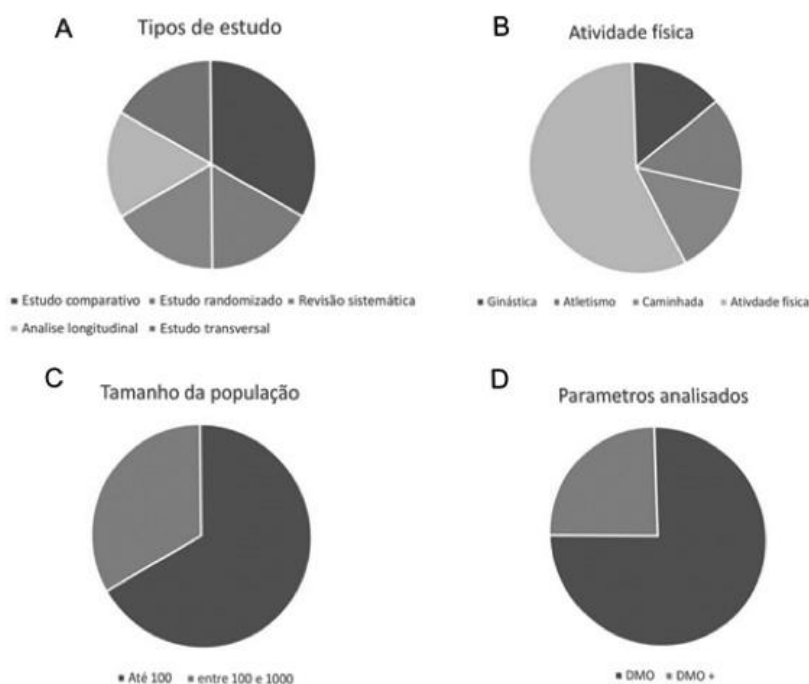 A
Tipos de estudo
Estudo comparativo Estudo randomizado Revisão sistemática
Analise longitudinal Estudo transversal
B
Atividade física
Ginástica Atletismo Caminhada Ativdade física
C
Tamanho da população
Até 100 entre 100 e 1000
D
Parametros analisados
DMO DMO +